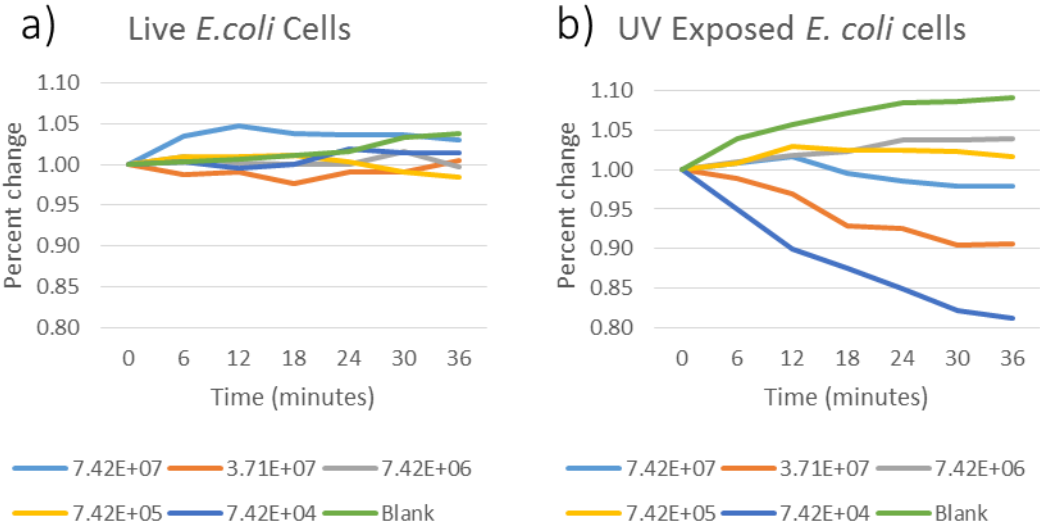 a) Live E.coli Cells
1.10
1.05
1.00
0.95
0.90
0.85
0.80
Percent change
0 6 12 18 24 30 36
Time (minutes)
7.42E+07 3.71E+07 7.42E+06
7.42E+05 7.42E+04 Blank
b) UV Exposed E. coli cells
1.10
1.05
1.00
0.95
0.90
0.85
0.80
Percent change
0 6 12 18 24 30 36
Time (minutes)
7.42E+07 3.71E+07 7.42E+06
7.42E+05 7.42E+04 Blank